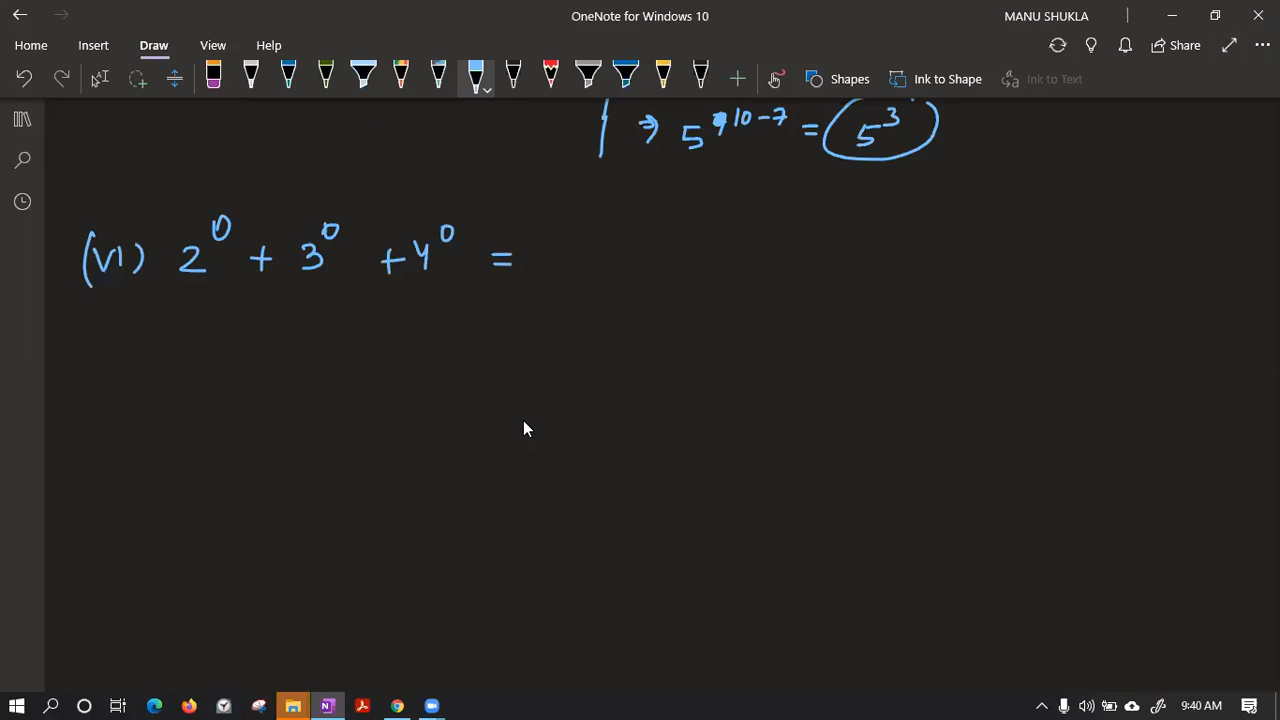 OneNote for Windows 10
MANU SHUKLA
Home Insert Draw View Help
Share
Shapes
Ink to Shape
Ink to Text
⇒ 5^10-7 = 5^3
(VI) 2^0 + 3^0 + 4^0 =
9:40 AM